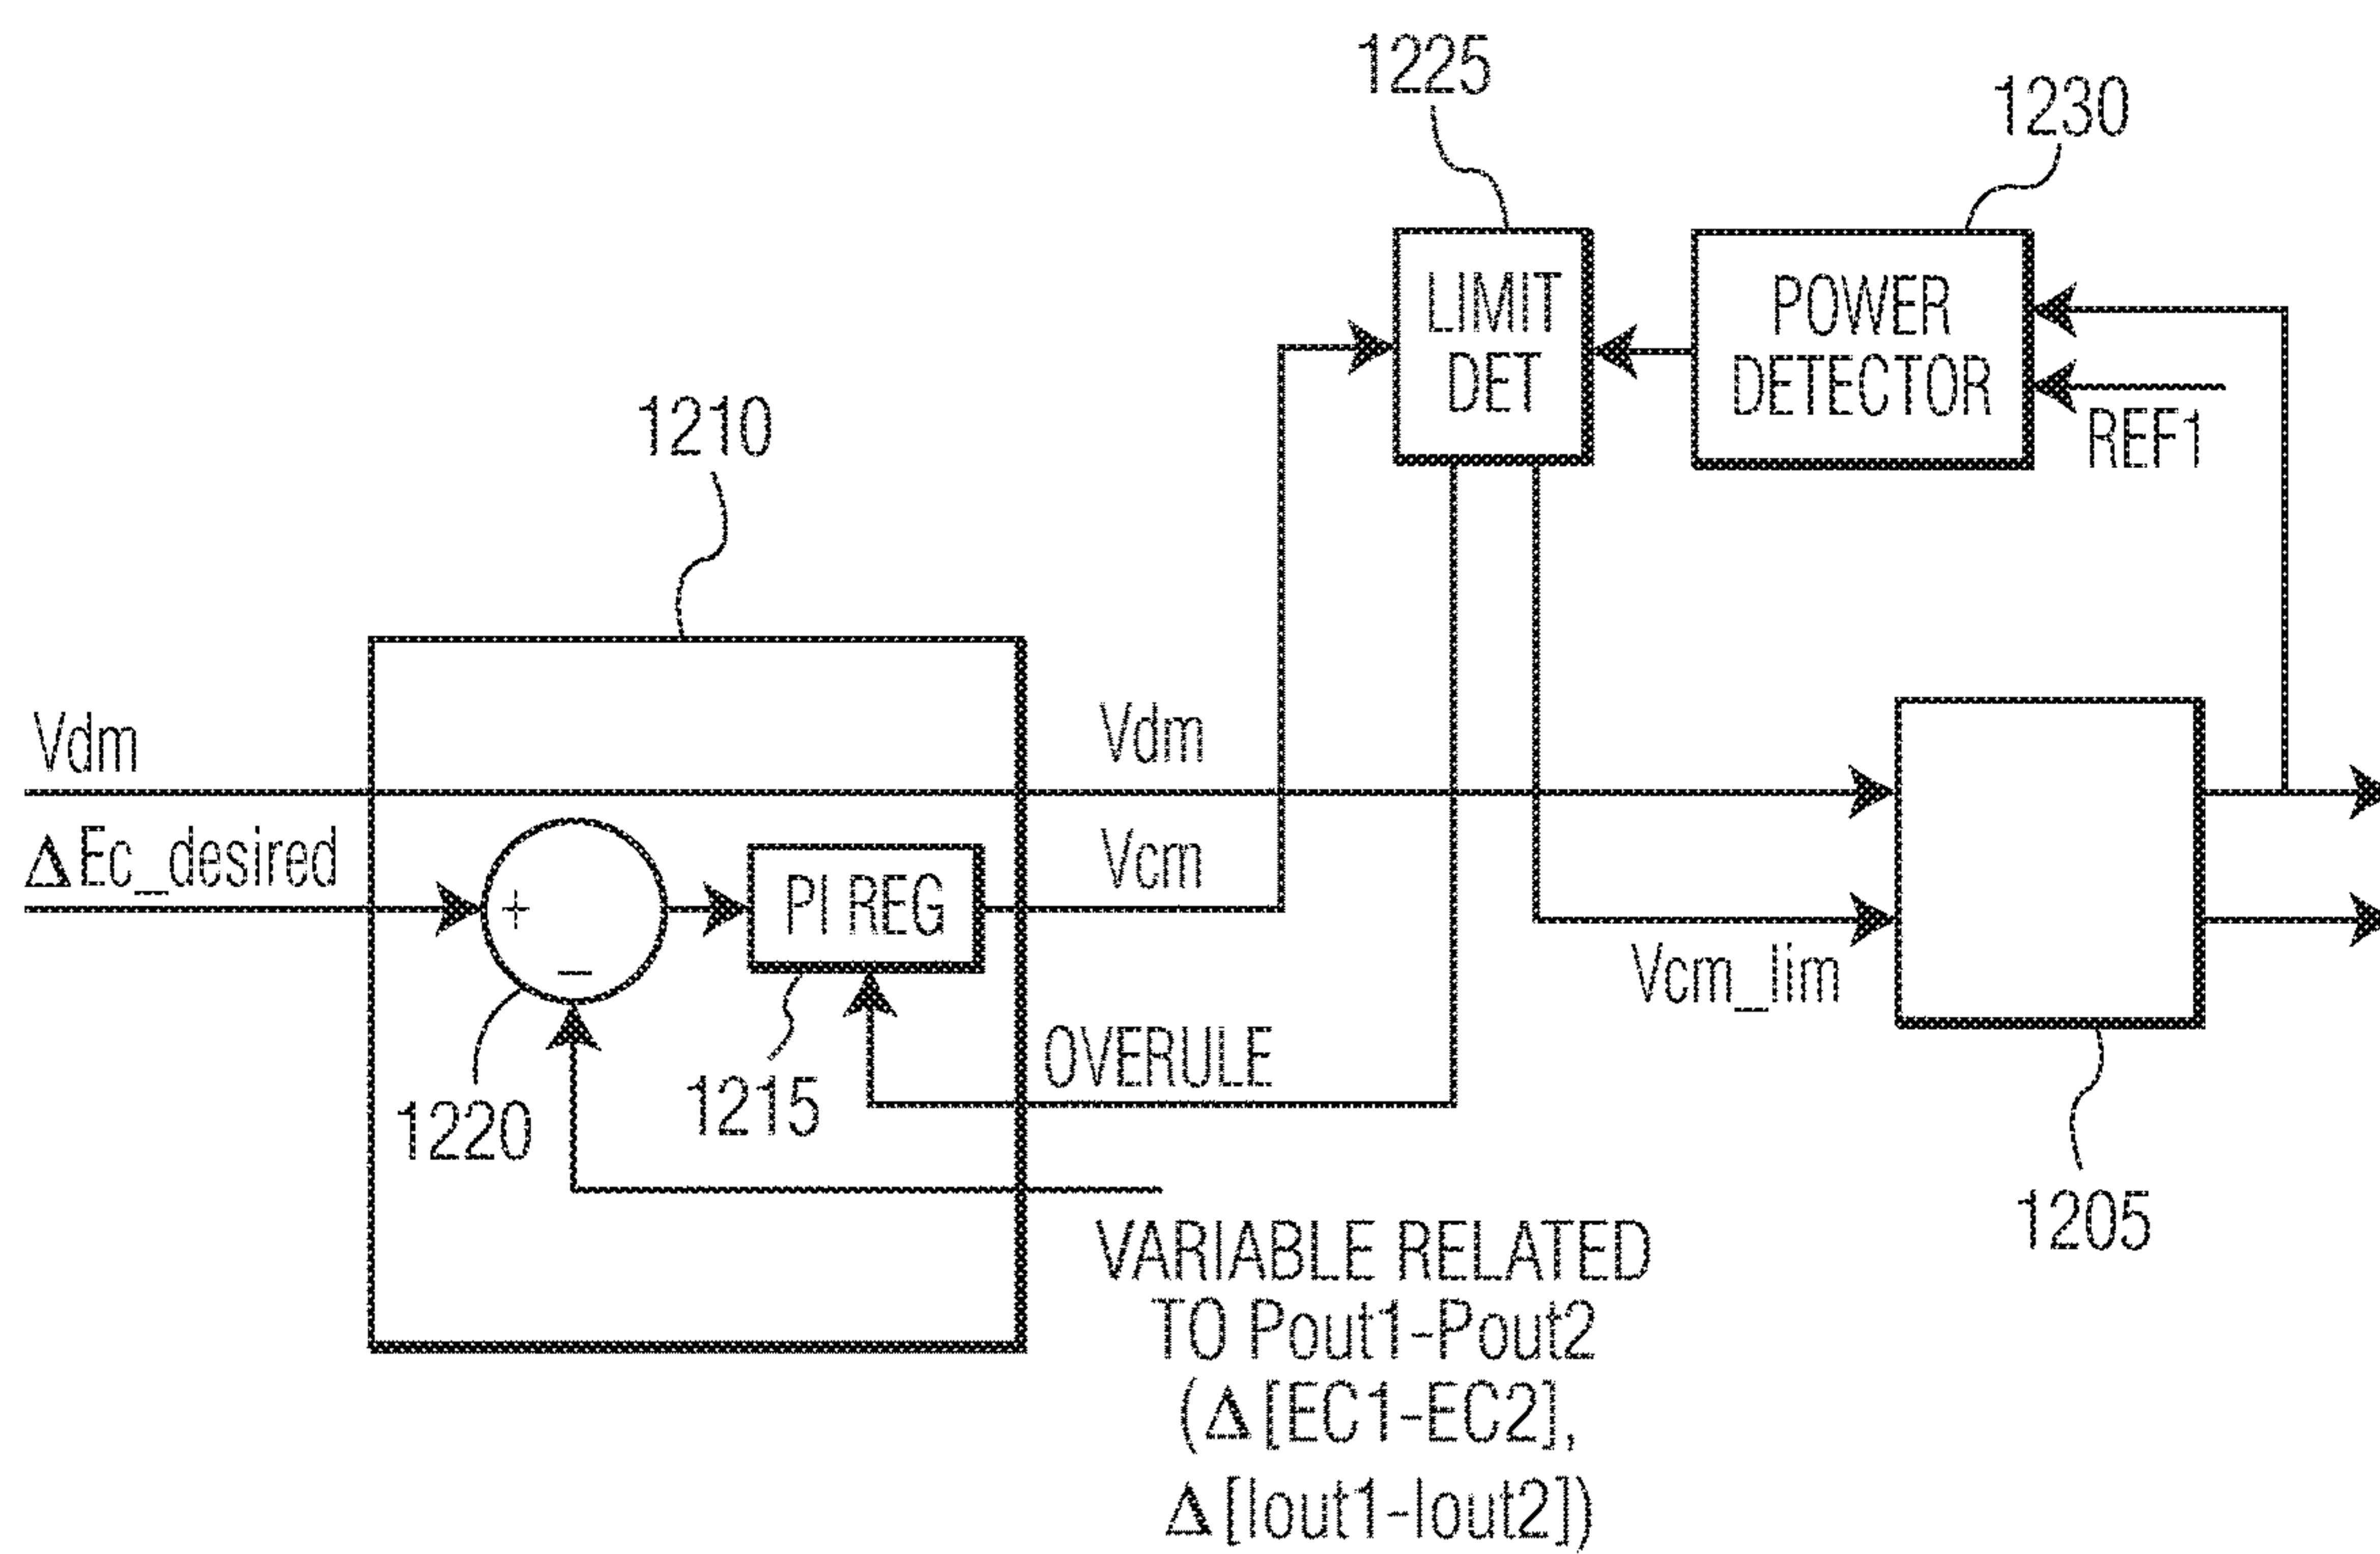 1225
1230
LIMIT
DET
POWER
DETECTOR
REF1
1210
Vdm
Vdm
ΔEc_desired
+
−
PI REG
Vcm
Vcm_lim
OVERULE
1220
1215
1205
VARIABLE RELATED
TO Pout1-Pout2
(Δ[EC1-EC2],
Δ[Iout1-Iout2])